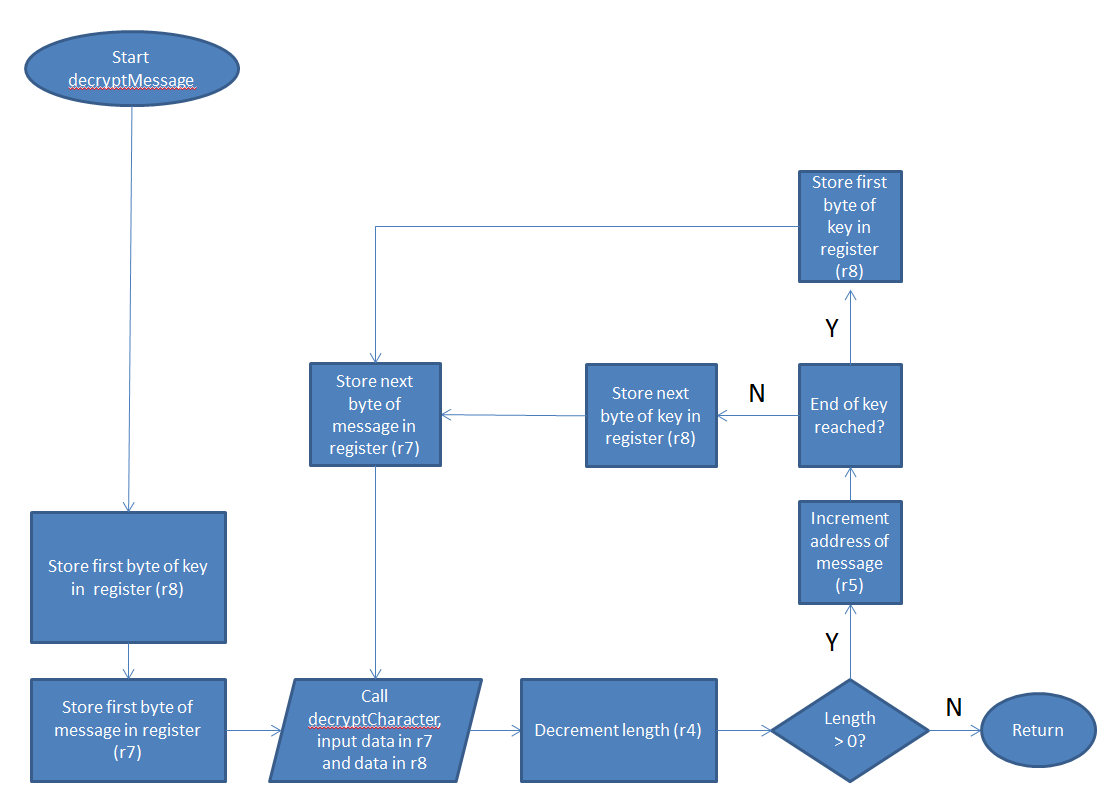 Start
decryptMessage
Store first
byte of
key in
register
(r8)
Y
Store next
byte of
message in
register (r7)
Store next
byte of key in
register (r8)
N
End of key
reached?
Increment
address of
message
(r5)
Store first byte of key
in register (r8)
Y
Store first byte of
message in register
(r7)
Call
decryptCharacter,
input data in r7
and data in r8
Decrement length (r4)
Length
> 0?
N
Return